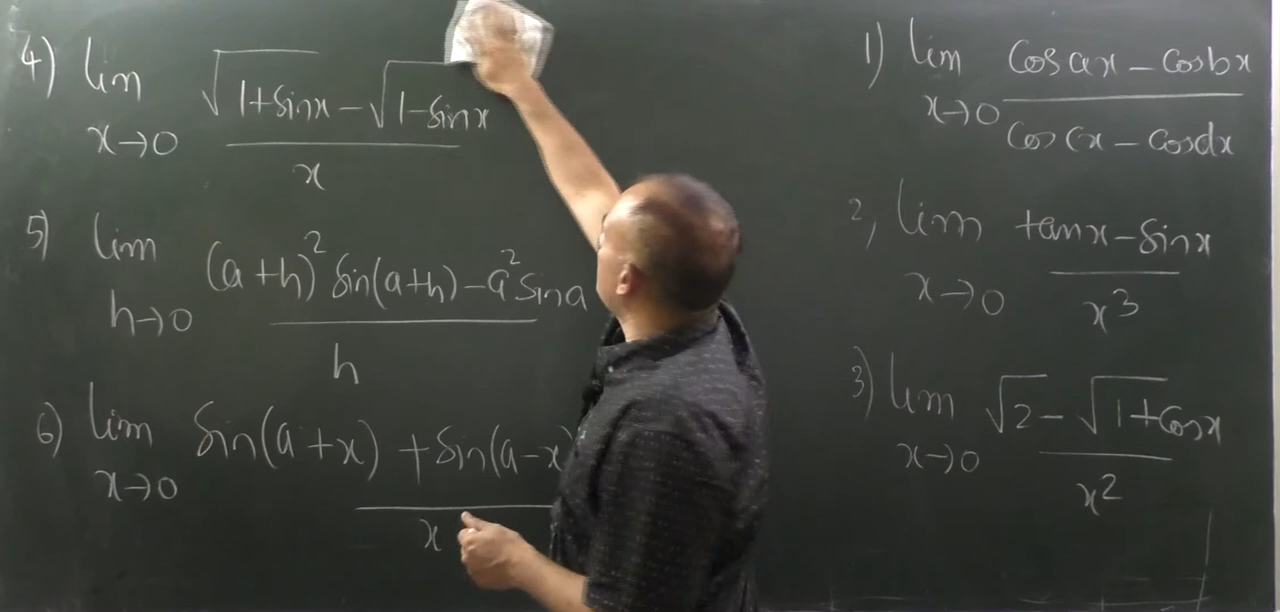 4) lim x→0 (√(1+sinx) − √(1−sinx)) / x
5) lim h→0 ((a+h)² sin(a+h) − a² sina) / h
6) lim x→0 sin(a+x) + sin(a−x / x
1) lim x→0 (cosax − cosbx) / (coscx − cosdx)
2, lim x→0 (tanx − sinx) / x³
3) lim x→0 (√2 − √(1+cosx)) / x²